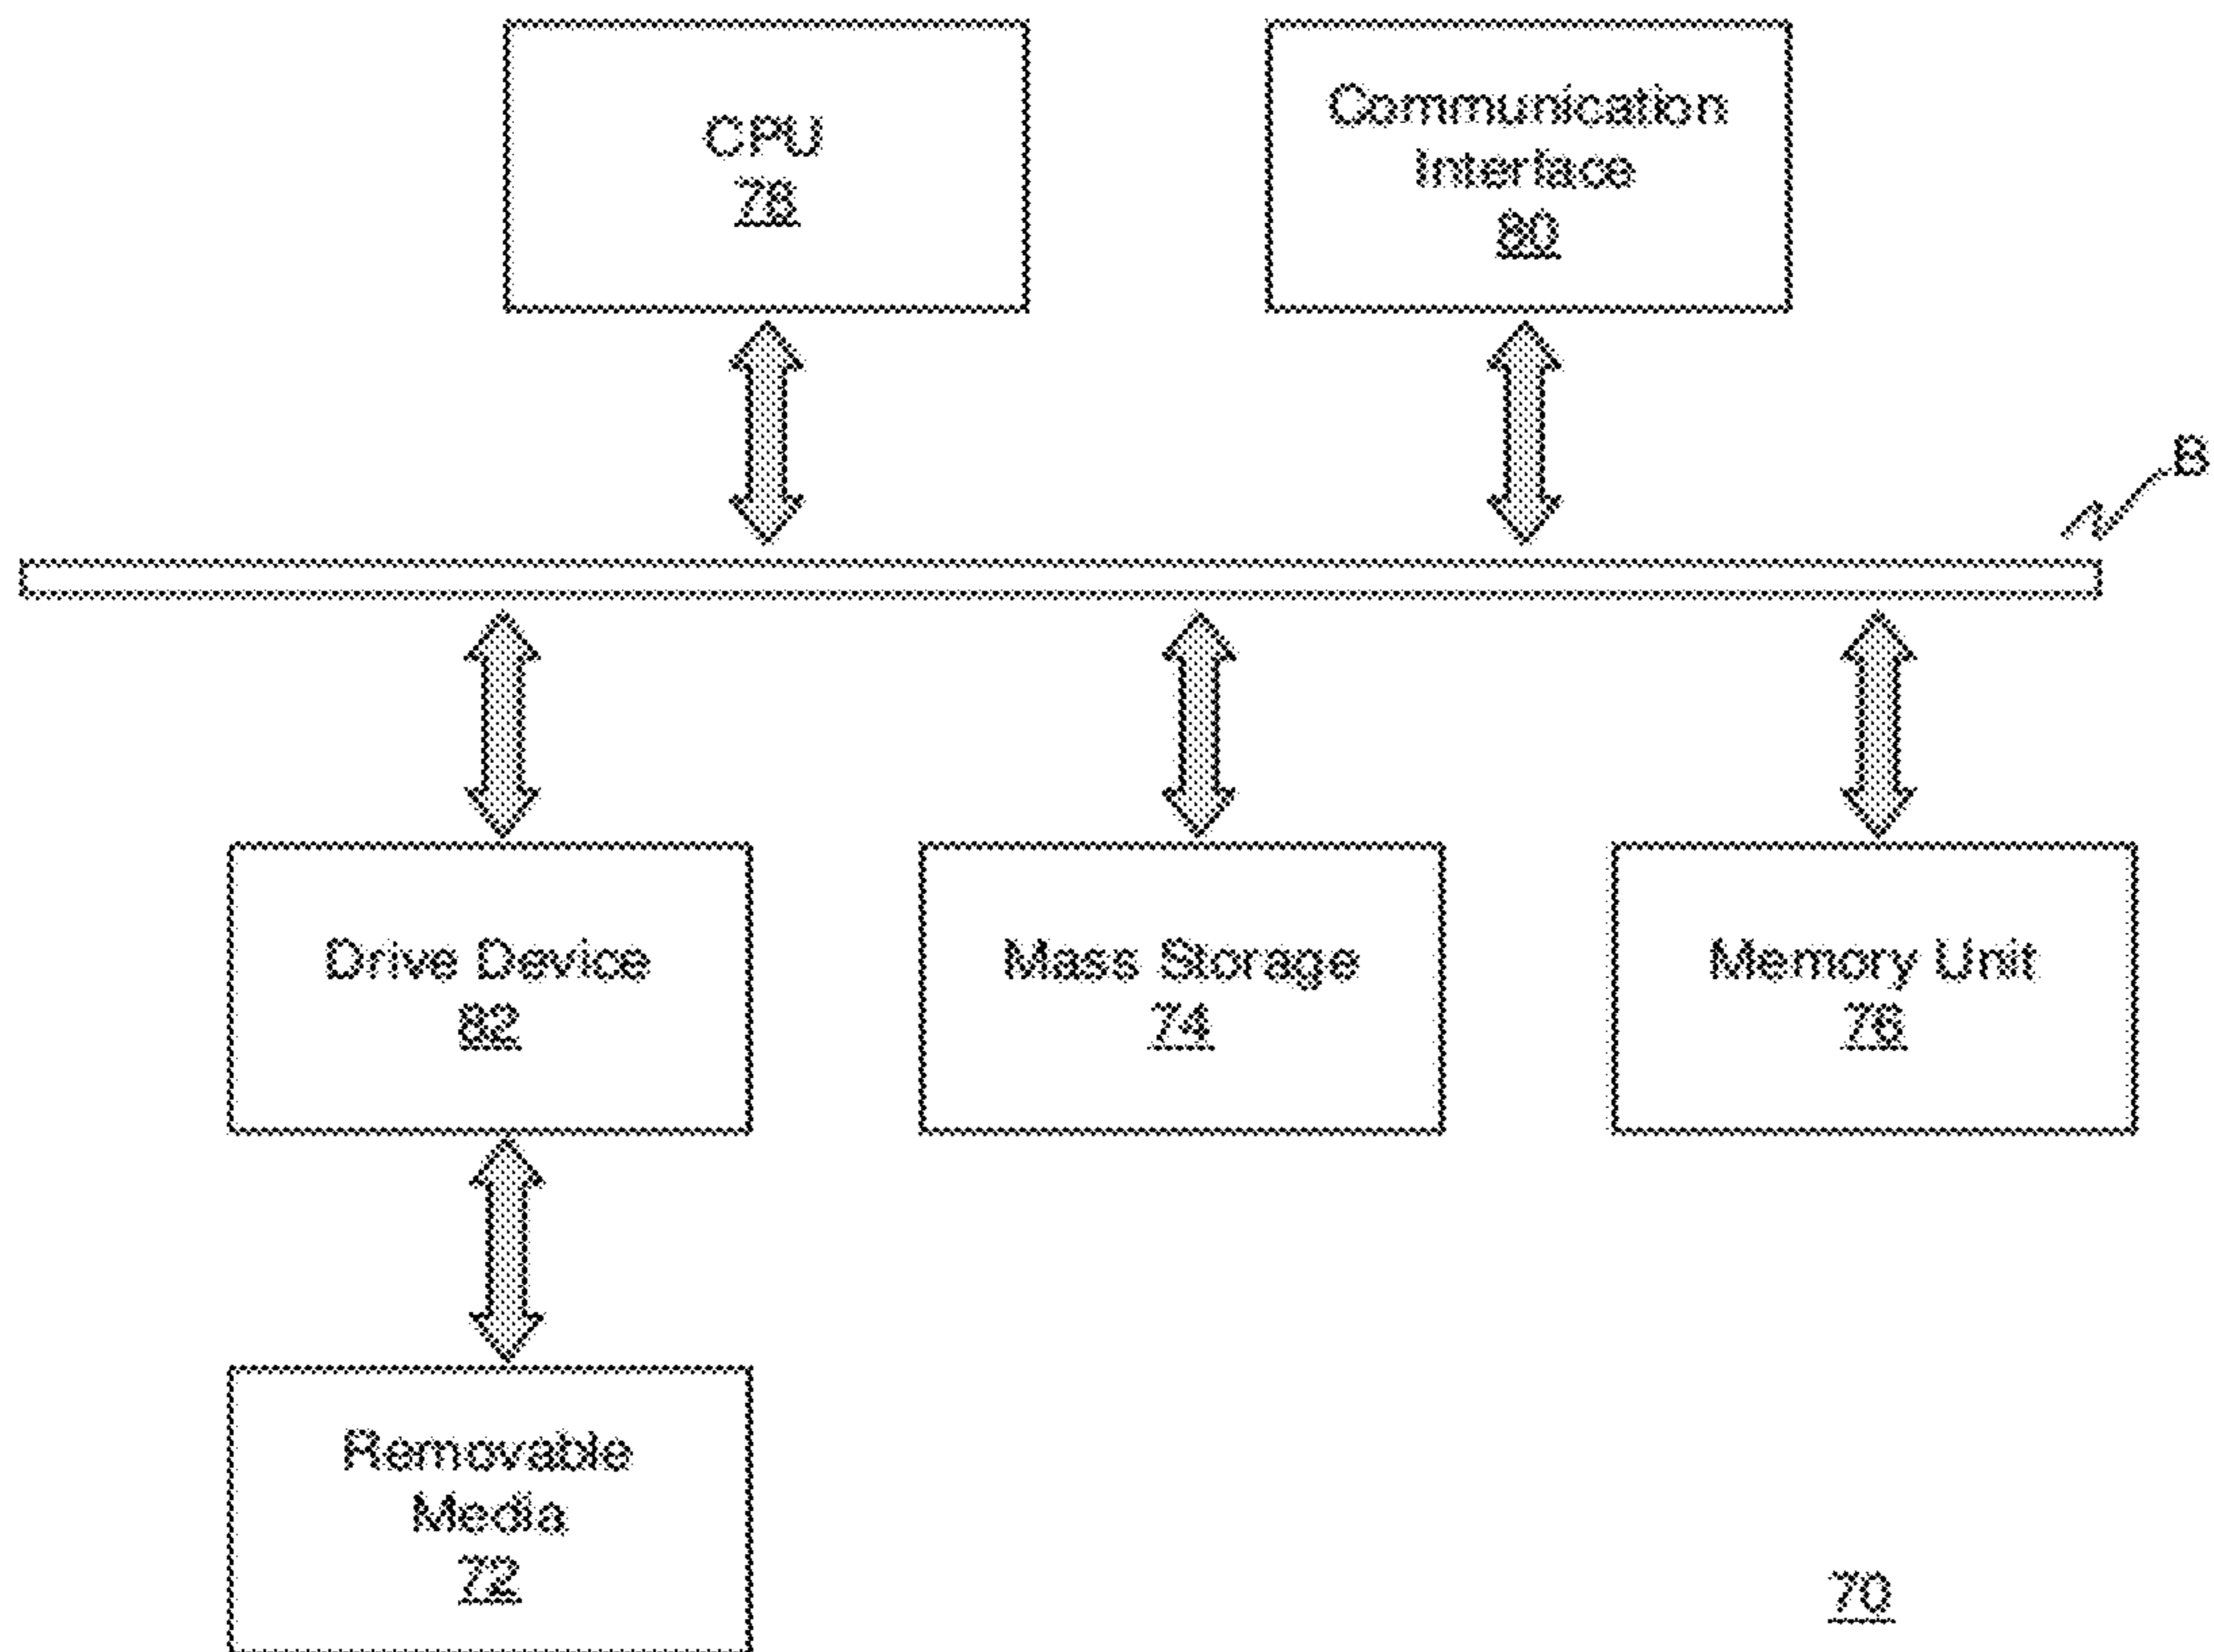 CPU
78
Communication
Interface
80
B
Drive Device
82
Mass Storage
74
Memory Unit
76
Removable
Media
72
70